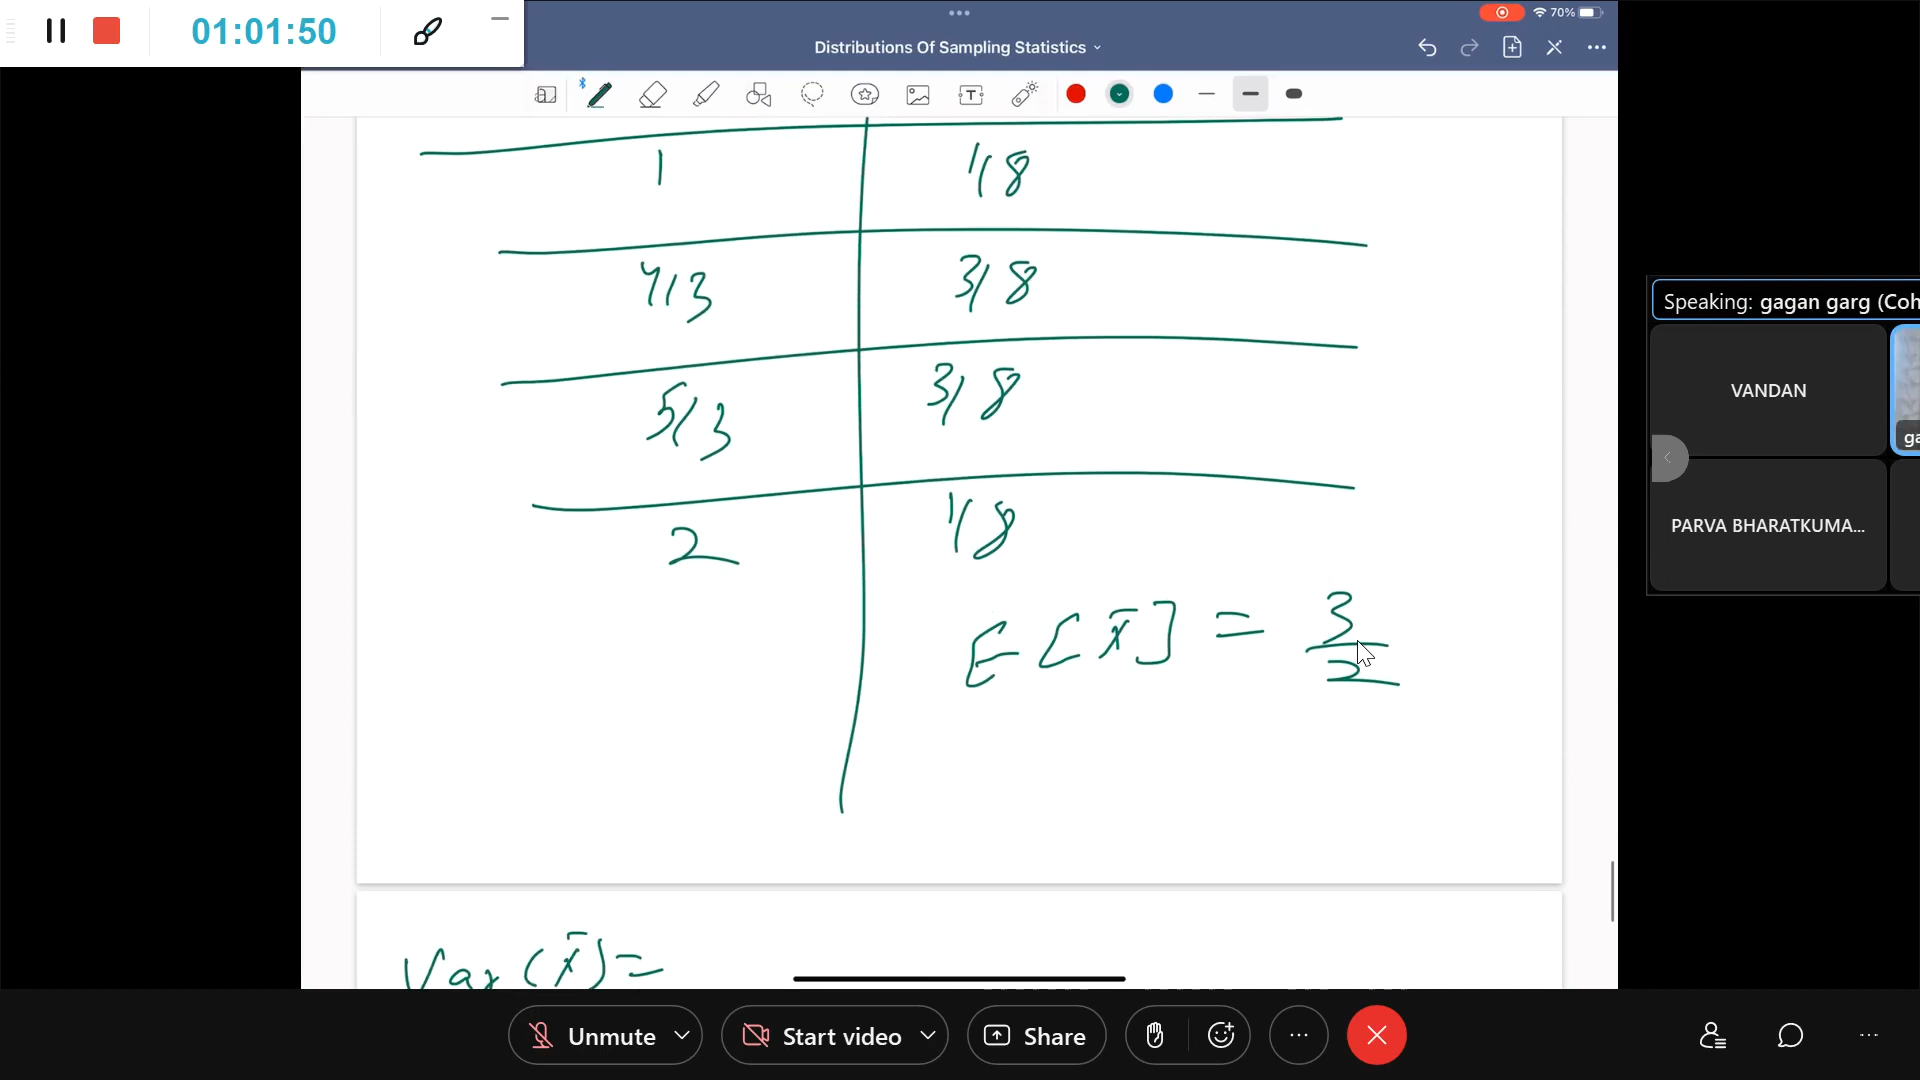 01:01:50
70%
Distributions Of Sampling Statistics
1 1/8
4/3 3/8
5/3 3/8
2 1/8
E[x̄] = 3/2
Var(x̄)=
Speaking: gagan garg (Coh
VANDAN
ga
PARVA BHARATKUMA...
Unmute
Start video
Share